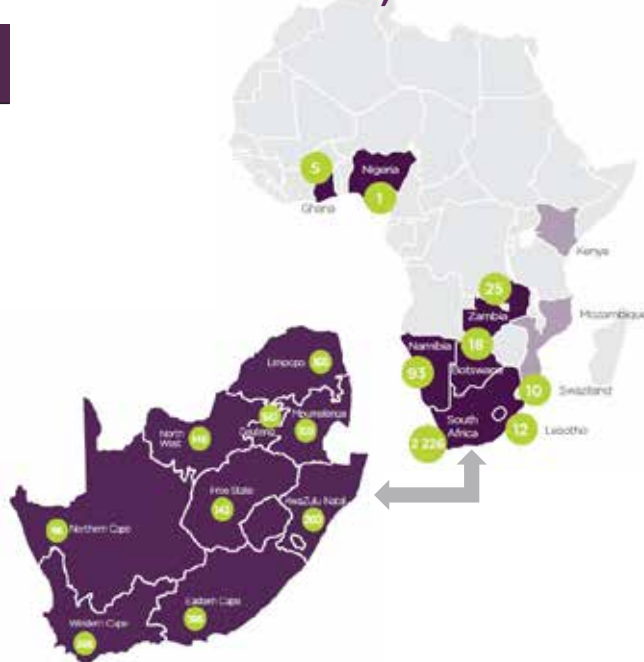 5
Nigeria
1
Ghana
Kenya
25
Zambia
Mozambique
Namibia
18
93
Botswana
10
Swaziland
South
Africa
12
Lesotho
2 226
Limpopo
Mpumalanga
Gauteng
North
West
Free State
143
KwaZulu Natal
Northern Cape
Eastern Cape
Western Cape